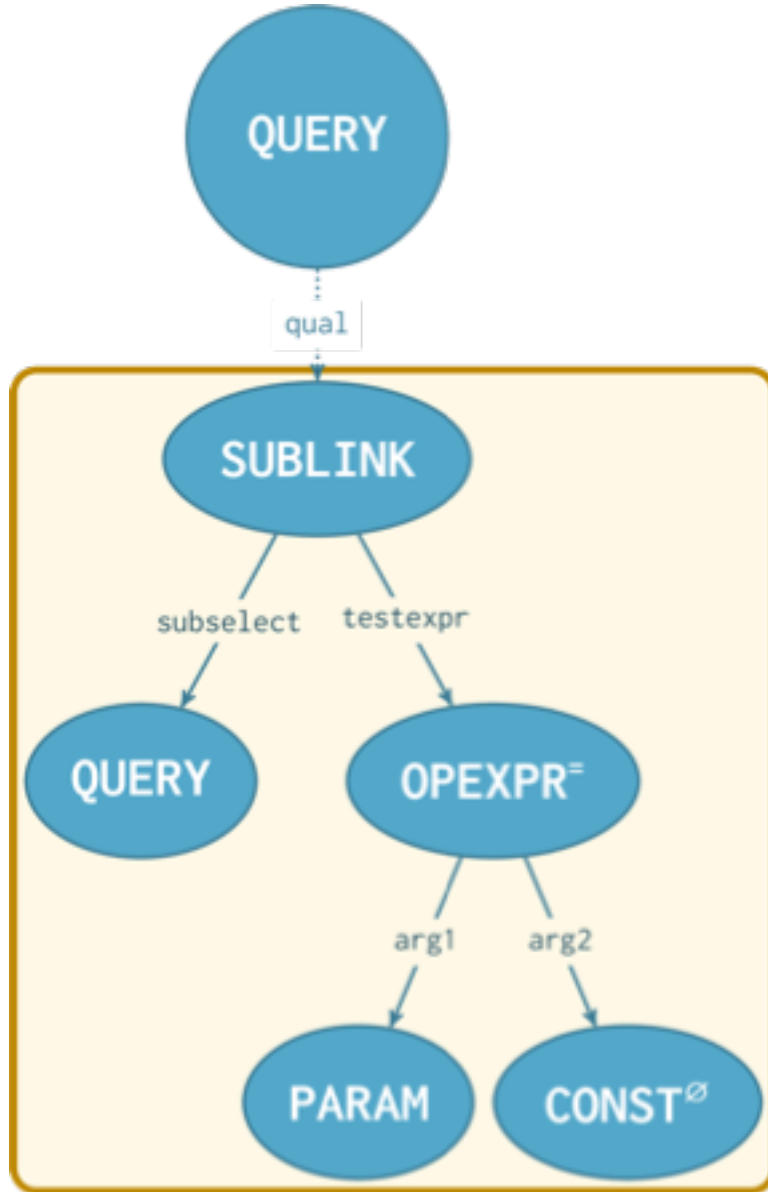 QUERY
qual
SUBLINK
subselect testexpr
QUERY OPEXPR=
arg1 arg2
PARAM CONST∅